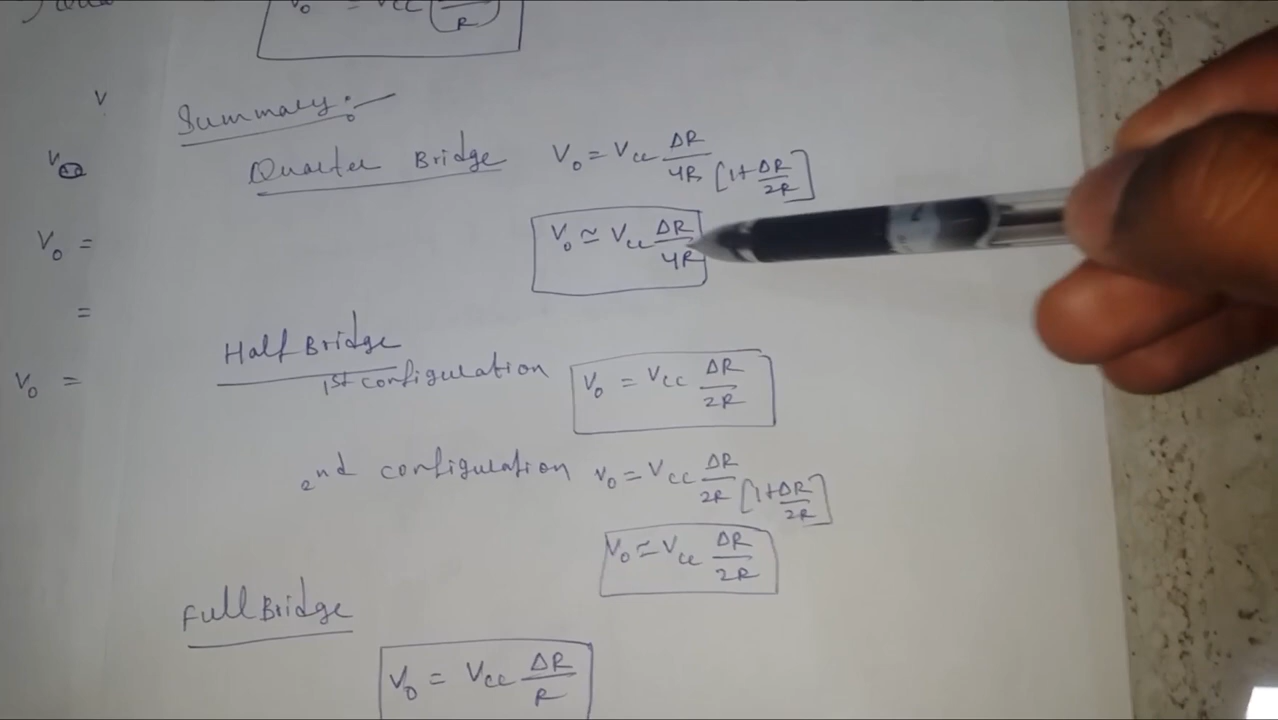 V₀ = Vcc /R
V
Summary:-
V
Quarter Bridge V₀ = Vcc ΔR/4R [1+ΔR/2R]
V₀ =
V₀ ≃ Vcc ΔR/4R
=
Half Bridge
V₀ =
1st configuration V₀ = Vcc ΔR/2R
2nd configuration V₀ = Vcc ΔR/2R [1+ΔR/2R]
V₀ ≃ Vcc ΔR/2R
Full Bridge
V₀ = Vcc ΔR/R